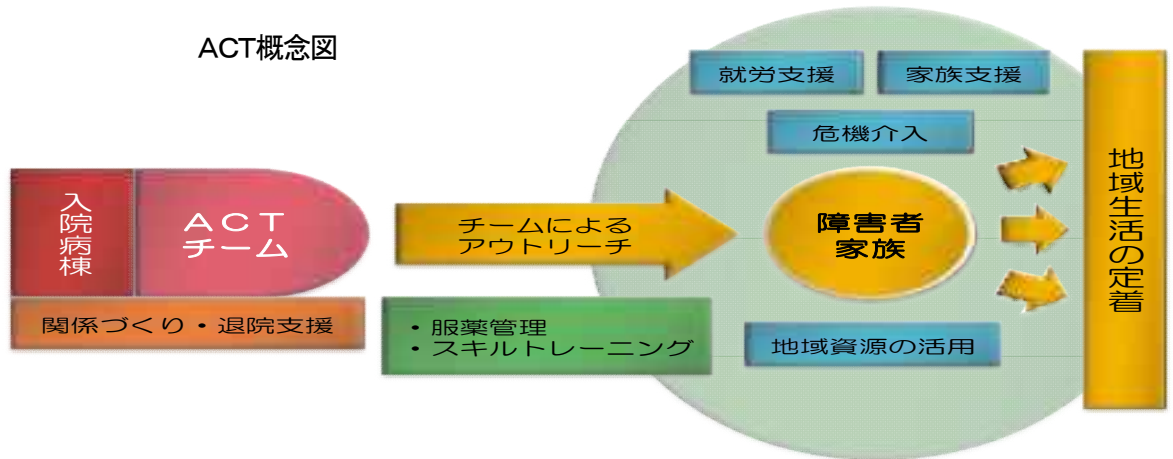 ACT概念図
就労支援
家族支援
危機介入
入院病棟
ACT
チーム
チームによる
アウトリーチ
障害者
家族
地域生活の定着
関係づくり・退院支援
・服薬管理
・スキルトレーニング
地域資源の活用